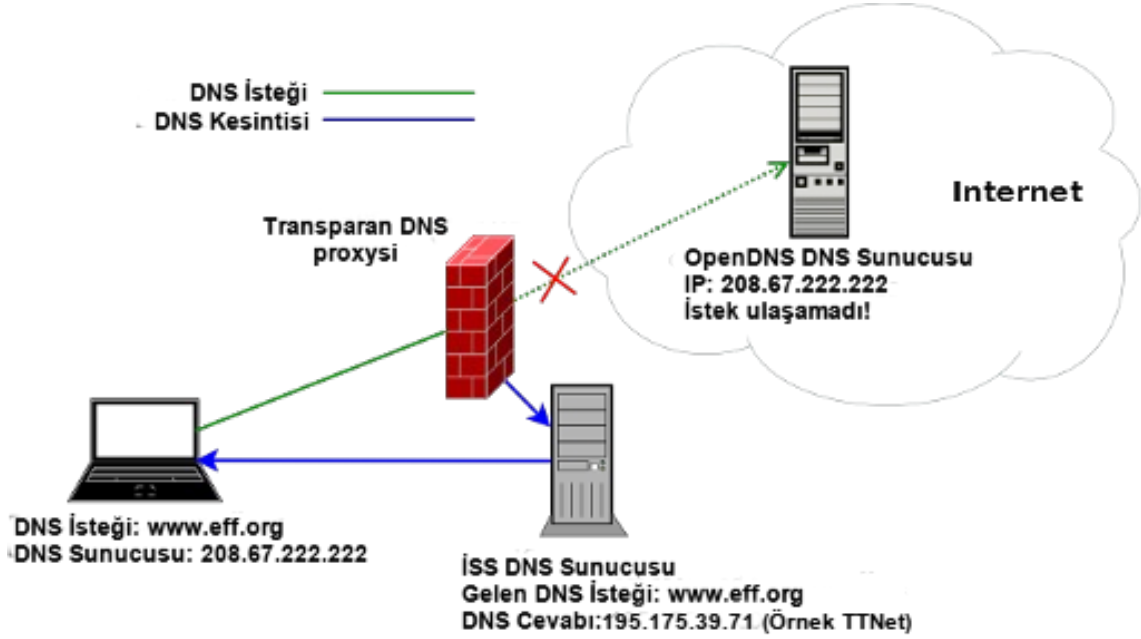 DNS İsteği
DNS Kesintisi
Transparan DNS
proxysi
Internet
OpenDNS DNS Sunucusu
IP: 208.67.222.222
İstek ulaşamadı!
DNS İsteği: www.eff.org
DNS Sunucusu: 208.67.222.222
İSS DNS Sunucusu
Gelen DNS İsteği: www.eff.org
DNS Cevabı:195.175.39.71 (Örnek TTNet)